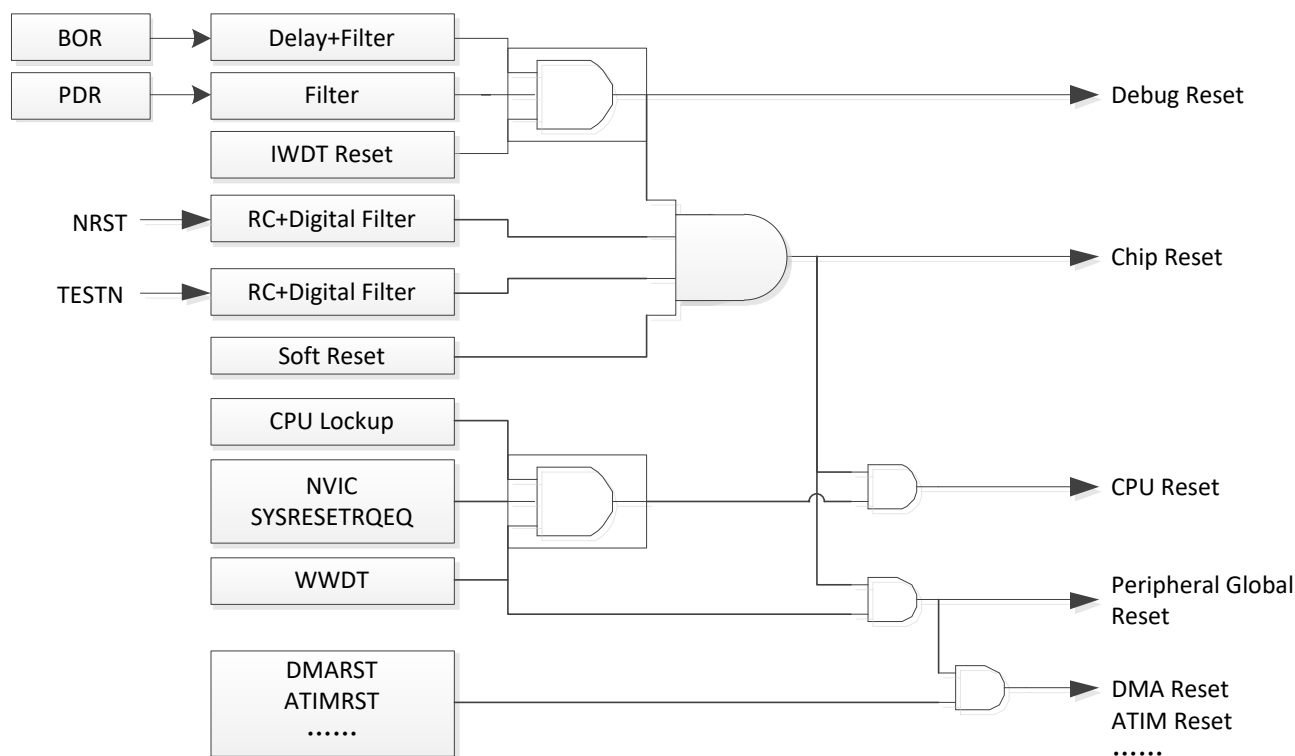 BOR
Delay+Filter
PDR
Filter
Debug Reset
IWDT Reset
NRST
RC+Digital Filter
Chip Reset
TESTN
RC+Digital Filter
Soft Reset
CPU Lockup
NVIC
SYSRESETRQEQ
CPU Reset
WWDT
Peripheral Global
Reset
DMARST
ATIMRST
......
DMA Reset
ATIM Reset
......